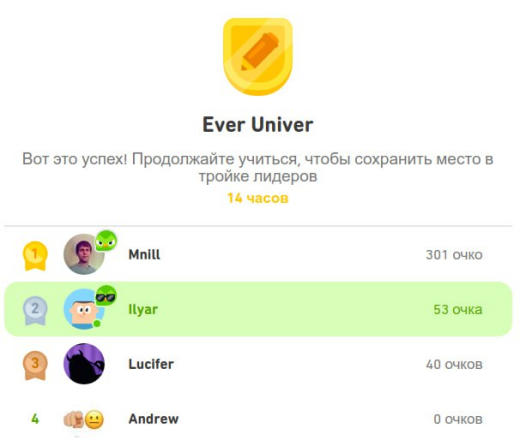 Ever Univer
Вот это успех! Продолжайте учиться, чтобы сохранить место в
тройке лидеров
14 часов
1 Mnill 301 очко
2 Ilyar 53 очка
3 Lucifer 40 очков
4 Andrew 0 очков